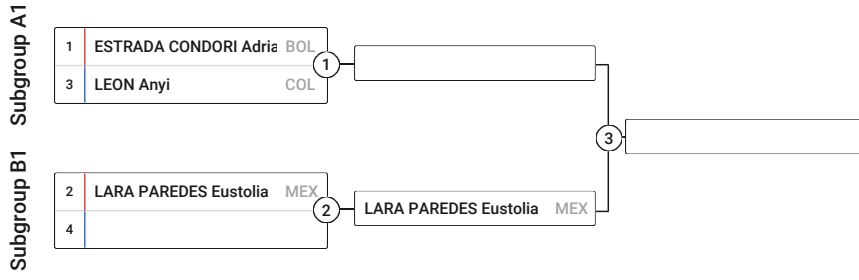 Subgroup A1
1 ESTRADA CONDORI Adria BOL
3 LEON Anyi COL
1
3
Subgroup B1
2 LARA PAREDES Eustolia MEX
4
2
LARA PAREDES Eustolia MEX